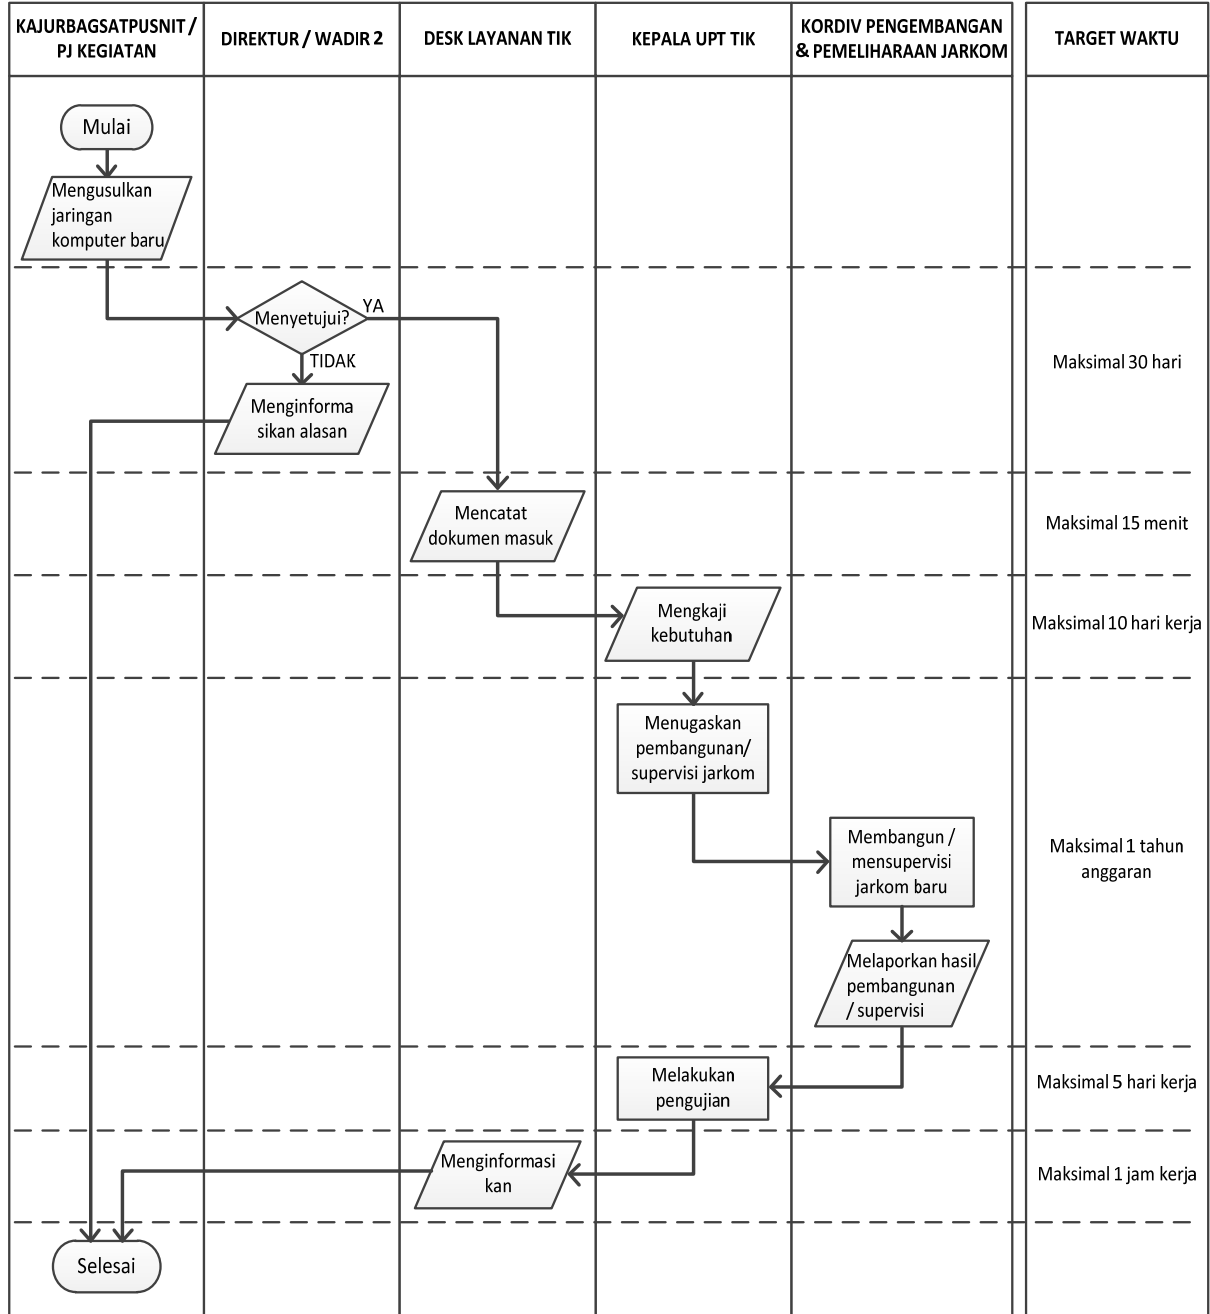 KAJURBAGSATPUSNIT /
PJ KEGIATAN
DIREKTUR / WADIR 2
DESK LAYANAN TIK
KEPALA UPT TIK
KORDIV PENGEMBANGAN
& PEMELIHARAAN JARKOM
TARGET WAKTU
Mulai
Mengusulkan
jaringan
komputer baru
Menyetujui?
YA
TIDAK
Menginforma
sikan alasan
Maksimal 30 hari
Mencatat
dokumen masuk
Maksimal 15 menit
Mengkaji
kebutuhan
Maksimal 10 hari kerja
Menugaskan
pembangunan/
supervisi jarkom
Membangun /
mensupervisi
jarkom baru
Maksimal 1 tahun
anggaran
Melaporkan hasil
pembangunan
/ supervisi
Melakukan
pengujian
Maksimal 5 hari kerja
Menginformasi
kan
Maksimal 1 jam kerja
Selesai